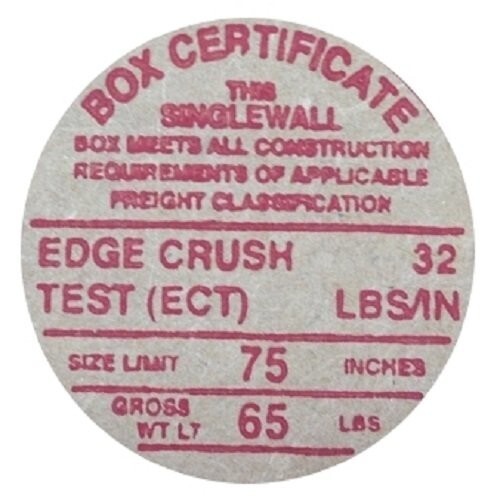 BOX CERTIFICATE
THIS
SINGLEWALL
BOX MEETS ALL CONSTRUCTION
REQUIREMENTS OF APPLICABLE
FREIGHT CLASSIFICATION
EDGE CRUSH 32
TEST (ECT) LBS/IN
SIZE LIMIT 75 INCHES
GROSS
WT LT 65 LBS